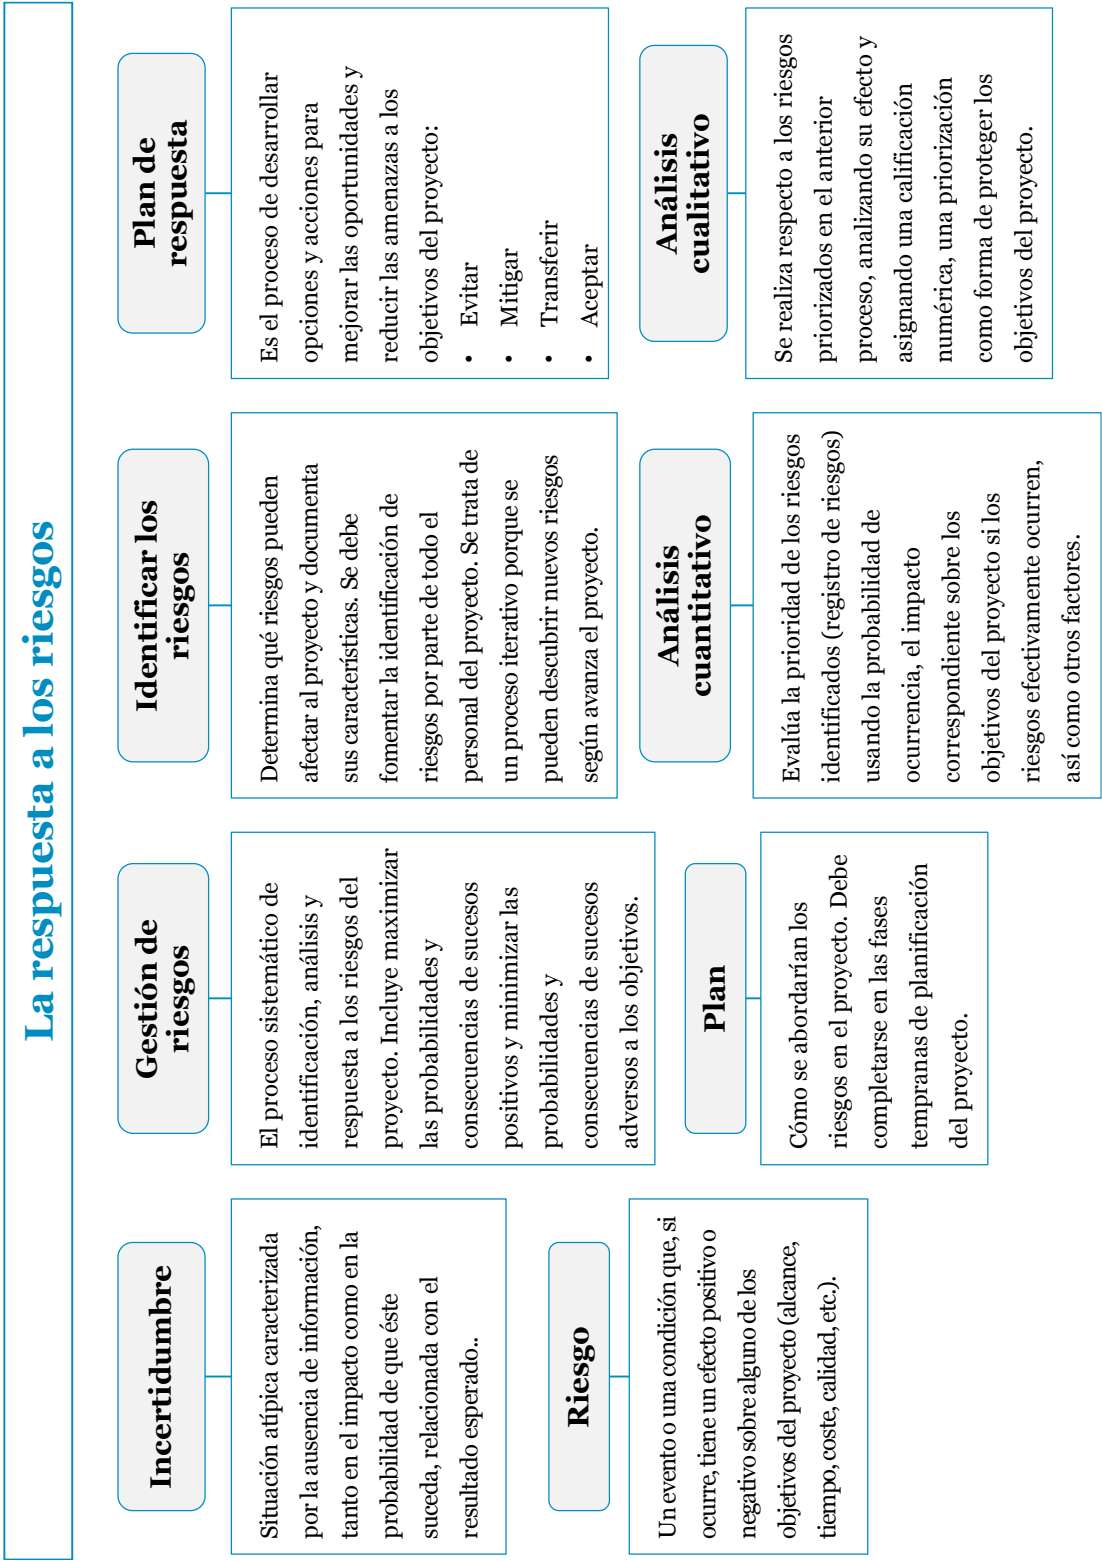 La respuesta a los riesgos
Incertidumbre
Situación atípica caracterizada
por la ausencia de información,
tanto en el impacto como en la
probabilidad de que éste
suceda, relacionada con el
resultado esperado..
Riesgo
Un evento o una condición que, si
ocurre, tiene un efecto positivo o
negativo sobre alguno de los
objetivos del proyecto (alcance,
tiempo, coste, calidad, etc.).
Gestión de
riesgos
El proceso sistemático de
identificación, análisis y
respuesta a los riesgos del
proyecto. Incluye maximizar
las probabilidades y
consecuencias de sucesos
positivos y minimizar las
probabilidades y
consecuencias de sucesos
adversos a los objetivos.
Plan
Cómo se abordarían los
riesgos en el proyecto. Debe
completarse en las fases
tempranas de planificación
del proyecto.
Identificar los
riesgos
Determina qué riesgos pueden
afectar al proyecto y documenta
sus características. Se debe
fomentar la identificación de
riesgos por parte de todo el
personal del proyecto. Se trata de
un proceso iterativo porque se
pueden descubrir nuevos riesgos
según avanza el proyecto.
Análisis
cuantitativo
Evalúa la prioridad de los riesgos
identificados (registro de riesgos)
usando la probabilidad de
ocurrencia, el impacto
correspondiente sobre los
objetivos del proyecto si los
riesgos efectivamente ocurren,
así como otros factores.
Plan de
respuesta
Es el proceso de desarrollar
opciones y acciones para
mejorar las oportunidades y
reducir las amenazas a los
objetivos del proyecto:
• Evitar
• Mitigar
• Transferir
• Aceptar
Análisis
cualitativo
Se realiza respecto a los riesgos
priorizados en el anterior
proceso, analizando su efecto y
asignando una calificación
numérica, una priorización
como forma de proteger los
objetivos del proyecto.